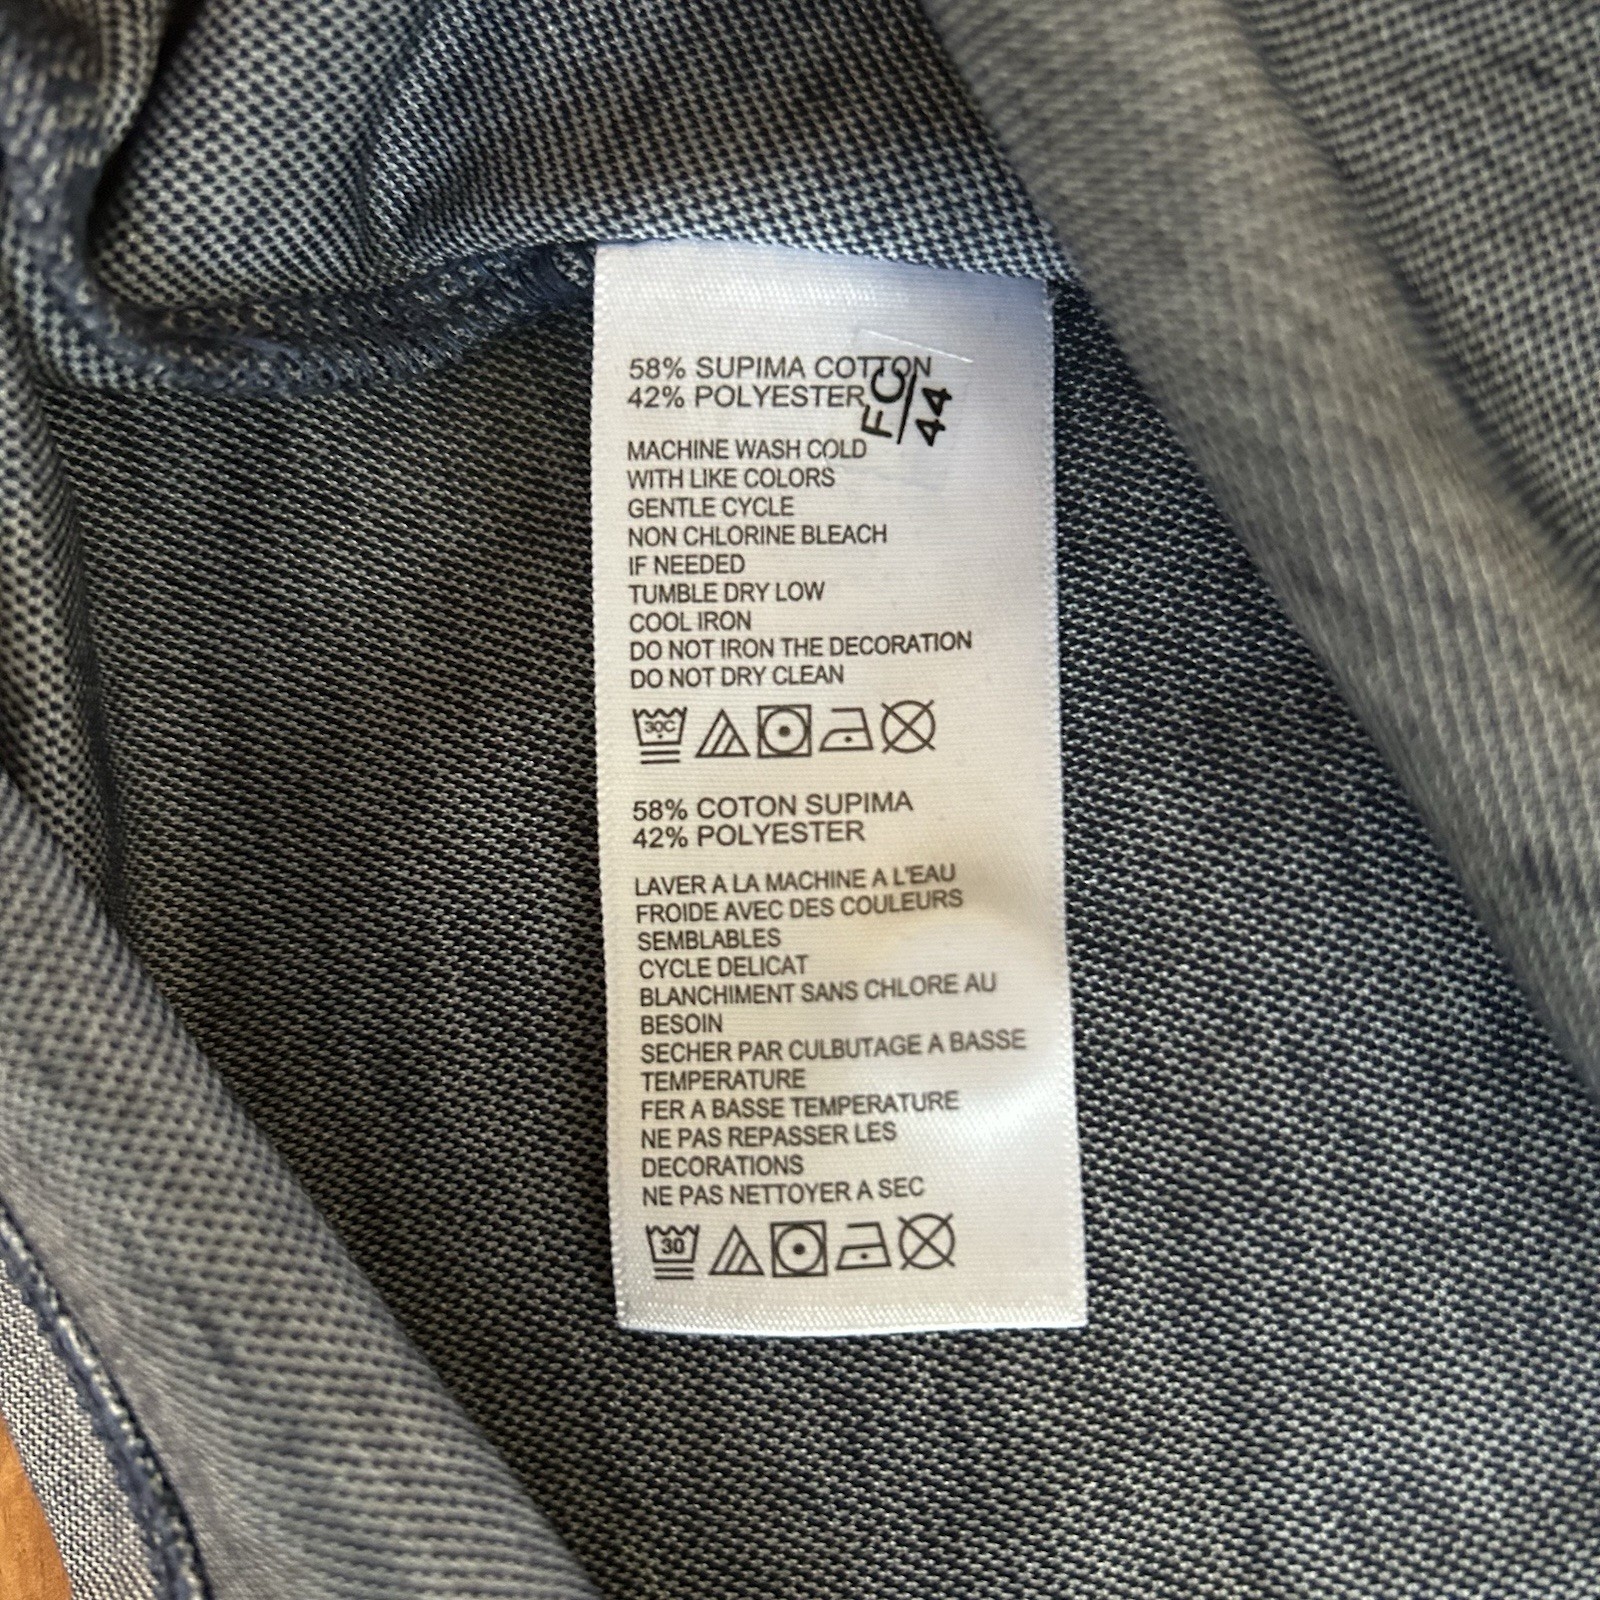 58% SUPIMA COTTON
42% POLYESTER
FC/
44
MACHINE WASH COLD
WITH LIKE COLORS
GENTLE CYCLE
NON CHLORINE BLEACH
IF NEEDED
TUMBLE DRY LOW
COOL IRON
DO NOT IRON THE DECORATION
DO NOT DRY CLEAN
30C
58% COTON SUPIMA
42% POLYESTER
LAVER A LA MACHINE A L'EAU
FROIDE AVEC DES COULEURS
SEMBLABLES
CYCLE DELICAT
BLANCHIMENT SANS CHLORE AU
BESOIN
SECHER PAR CULBUTAGE A BASSE
TEMPERATURE
FER A BASSE TEMPERATURE
NE PAS REPASSER LES
DECORATIONS
NE PAS NETTOYER A SEC
30